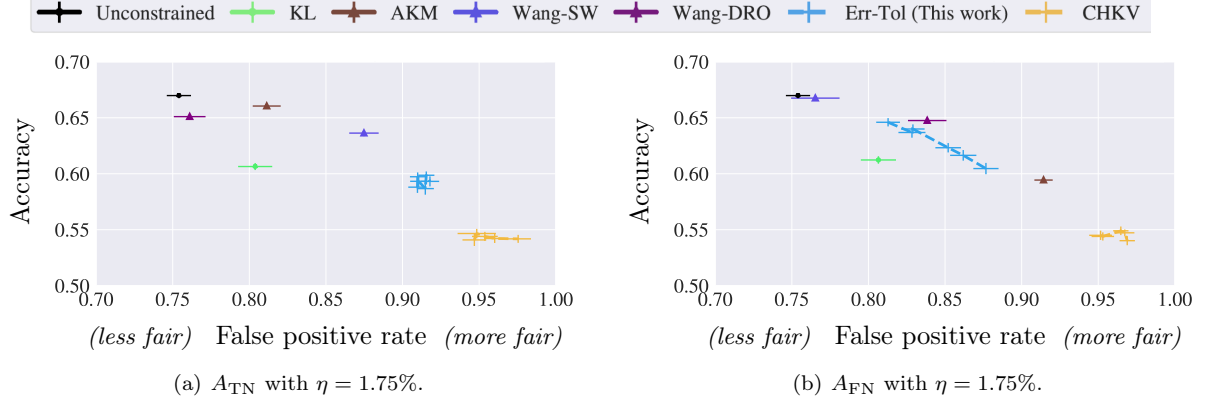 Unconstrained KL AKM Wang-SW Wang-DRO Err-Tol (This work) CHKV
0.70
0.65
0.60
0.55
0.50
Accuracy
0.70 0.75 0.80 0.85 0.90 0.95 1.00
(less fair) False positive rate (more fair)
(a) A_TN with η = 1.75%.
0.70
0.65
0.60
0.55
0.50
Accuracy
0.70 0.75 0.80 0.85 0.90 0.95 1.00
(less fair) False positive rate (more fair)
(b) A_FN with η = 1.75%.